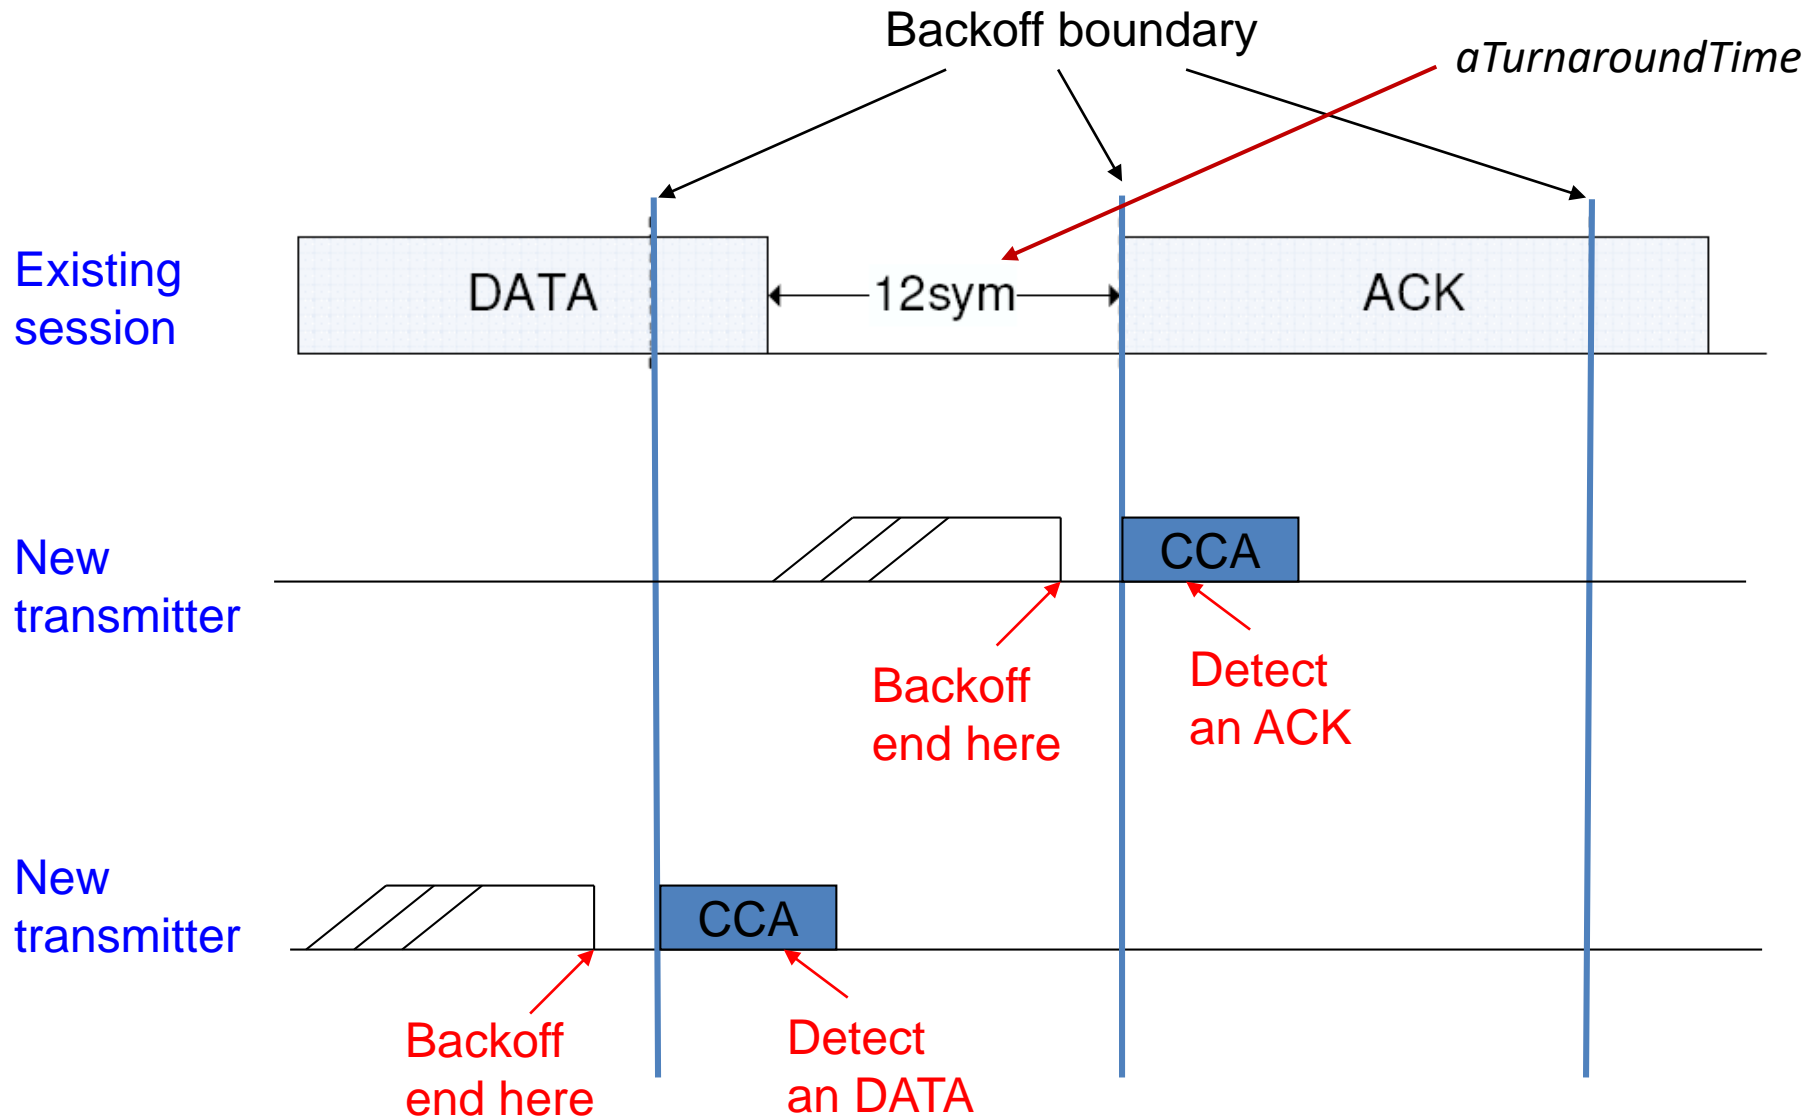 Backoff boundary
aTurnaroundTime
Existing
session
DATA
12sym
ACK
New
transmitter
CCA
Backoff
end here
Detect
an ACK
New
transmitter
CCA
Backoff
end here
Detect
an DATA